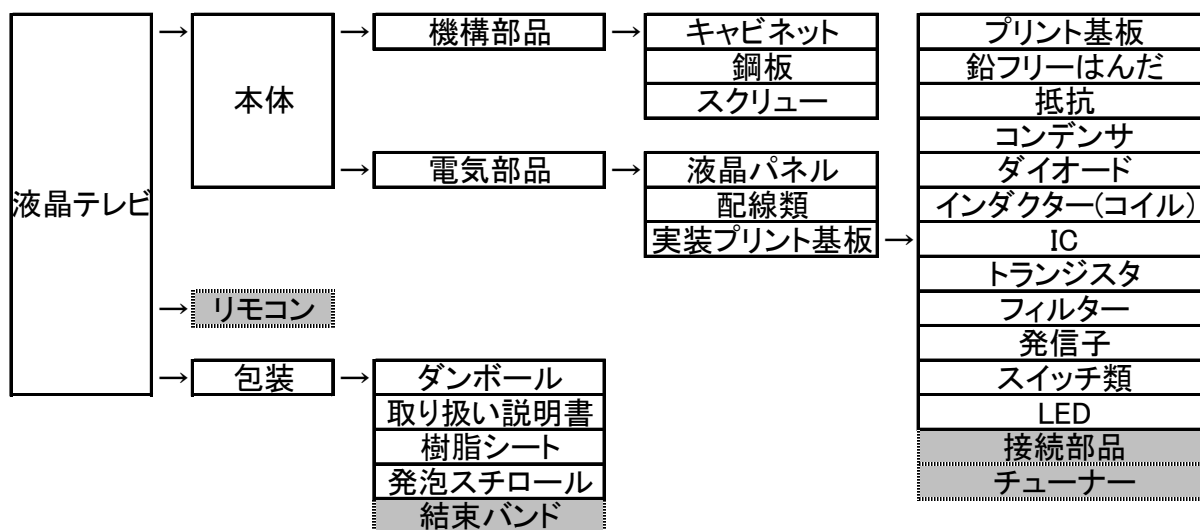 液晶テレビ
→
本体
→
機構部品
→
キャビネット
鋼板
スクリュー
→
電気部品
→
液晶パネル
配線類
実装プリント基板
→
プリント基板
鉛フリーはんだ
抵抗
コンデンサ
ダイオード
インダクター(コイル)
IC
トランジスタ
フィルター
発信子
スイッチ類
LED
接続部品
チューナー
→
リモコン
→
包装
→
ダンボール
取り扱い説明書
樹脂シート
発泡スチロール
結束バンド